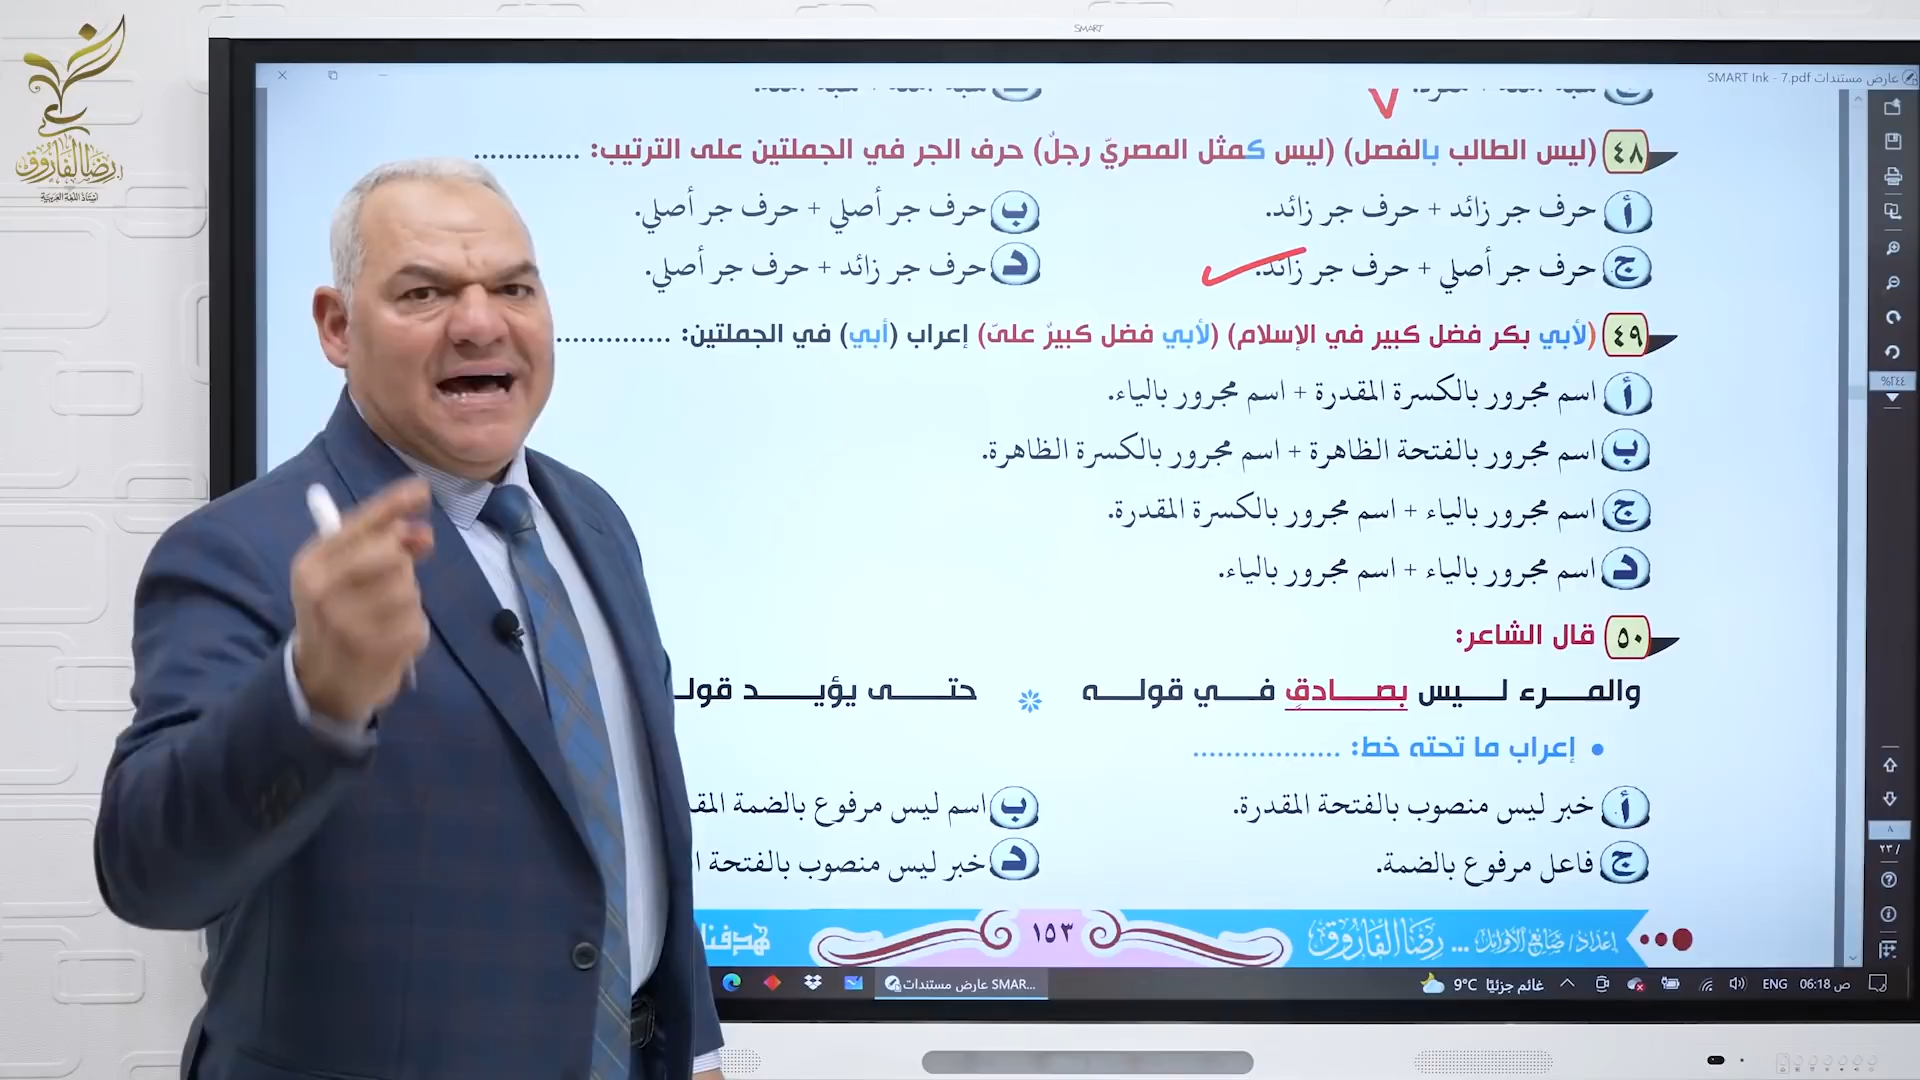 SMART
عارض مستندات SMART Ink - 7.pdf
٤٨ (ليس الطالب بالفصل) (ليس كمثل المصريّ رجلٌ) حرف الجر في الجملتين على الترتيب: ..............
أ حرف جر زائد + حرف جر زائد.
ب حرف جر أصلي + حرف جر أصلي.
ج حرف جر أصلي + حرف جر زائد.
د حرف جر زائد + حرف جر أصلي.
٤٩ (لأبي بكر فضل كبير في الإسلام) (لأبي فضل كبيرٌ علىّ) إعراب (أبي) في الجملتين: ...............
أ اسم مجرور بالكسرة المقدرة + اسم مجرور بالياء.
ب اسم مجرور بالفتحة الظاهرة + اسم مجرور بالكسرة الظاهرة.
ج اسم مجرور بالياء + اسم مجرور بالكسرة المقدرة.
د اسم مجرور بالياء + اسم مجرور بالياء.
٥٠ قال الشاعر:
والمرء ليس بصادقٍ في قوله * حتى يؤيد قولـ
• إعراب ما تحته خط: ..................
أ خبر ليس منصوب بالفتحة المقدرة.
ب اسم ليس مرفوع بالضمة المقد
ج فاعل مرفوع بالضمة.
د خبر ليس منصوب بالفتحة ا
إعداد/ صانع الأوائل ... رضا الفاروق
١٥٣
هدفنا
عارض مستندات SMAR...
9°C غائم جزئيًا
ENG
06:18 ص
٨
/ ٢٣
رضا الفاروق
أستاذ اللغة العربية